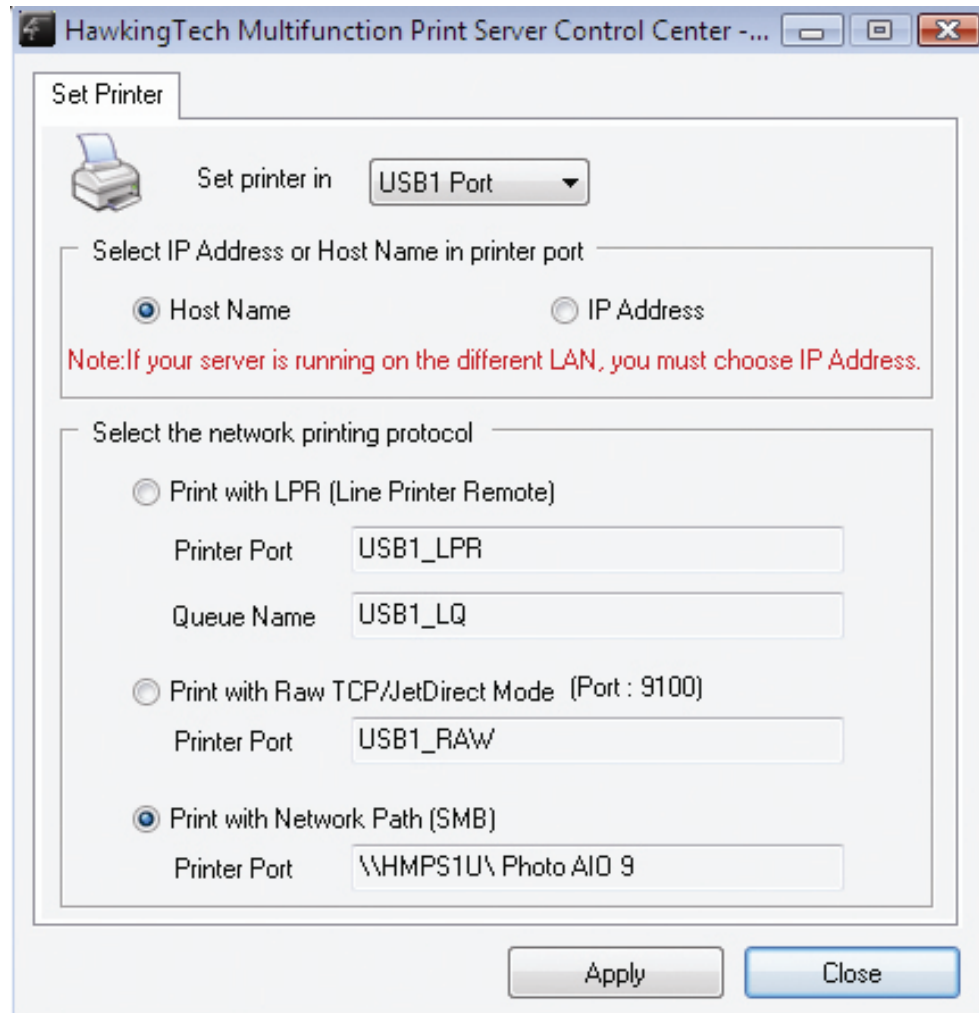 HawkingTech Multifunction Print Server Control Center -...
Set Printer
Set printer in USB1 Port
Select IP Address or Host Name in printer port
Host Name IP Address
Note:If your server is running on the different LAN, you must choose IP Address.
Select the network printing protocol
Print with LPR (Line Printer Remote)
Printer Port USB1_LPR
Queue Name USB1_LQ
Print with Raw TCP/JetDirect Mode (Port : 9100)
Printer Port USB1_RAW
Print with Network Path (SMB)
Printer Port \\HMPS1U\ Photo AIO 9
Apply Close